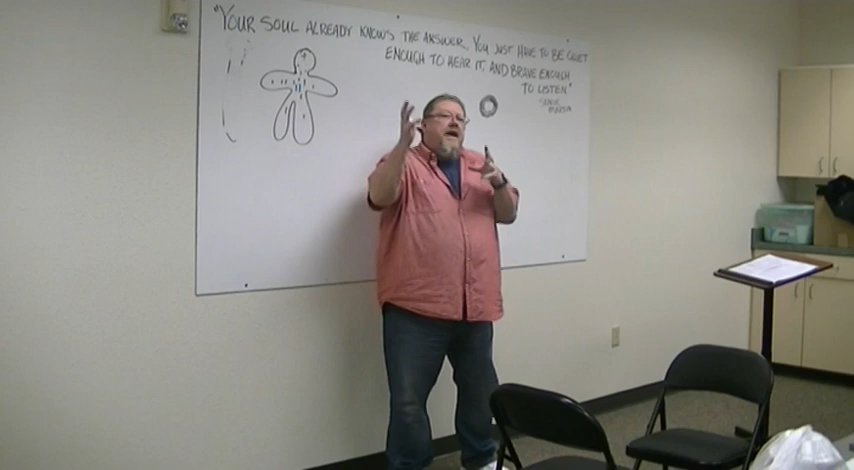 "YOUR SOUL ALREADY KNOWS THE ANSWER. YOU JUST HAVE TO BE QUIET
ENOUGH TO HEAR IT, AND BRAVE ENOUGH
TO LISTEN"